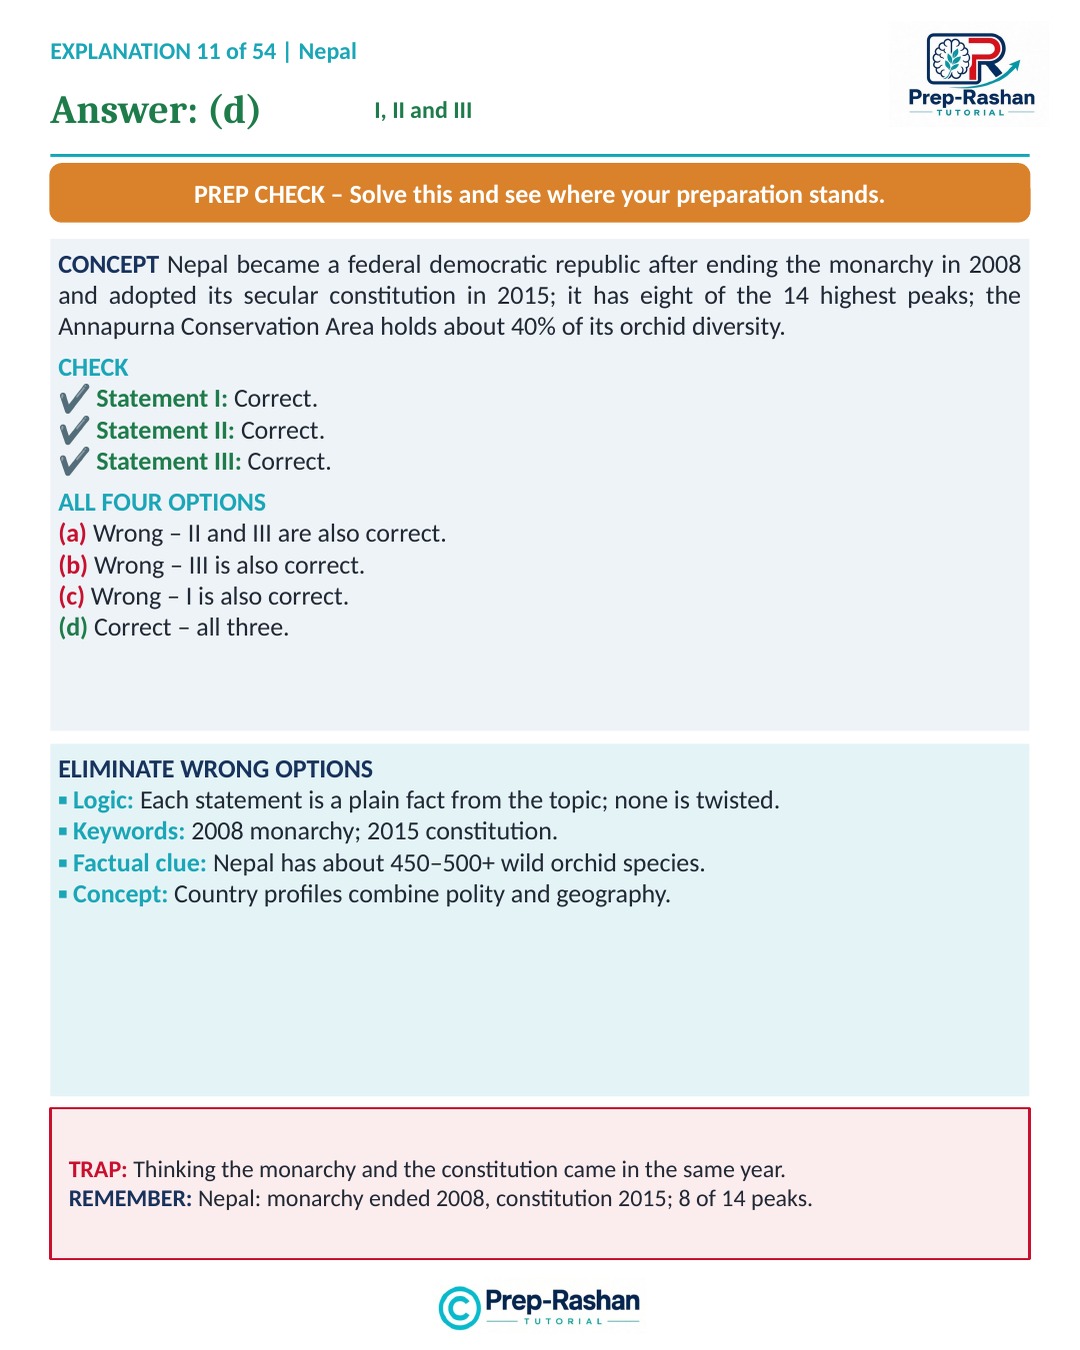 EXPLANATION 11 of 54 | Nepal
Prep-Rashan
TUTORIAL
Answer: (d) I, II and III
PREP CHECK – Solve this and see where your preparation stands.
CONCEPT Nepal became a federal democratic republic after ending the monarchy in 2008
and adopted its secular constitution in 2015; it has eight of the 14 highest peaks; the
Annapurna Conservation Area holds about 40% of its orchid diversity.
CHECK
✔ Statement I: Correct.
✔ Statement II: Correct.
✔ Statement III: Correct.
ALL FOUR OPTIONS
(a) Wrong – II and III are also correct.
(b) Wrong – III is also correct.
(c) Wrong – I is also correct.
(d) Correct – all three.
ELIMINATE WRONG OPTIONS
▪ Logic: Each statement is a plain fact from the topic; none is twisted.
▪ Keywords: 2008 monarchy; 2015 constitution.
▪ Factual clue: Nepal has about 450–500+ wild orchid species.
▪ Concept: Country profiles combine polity and geography.
TRAP: Thinking the monarchy and the constitution came in the same year.
REMEMBER: Nepal: monarchy ended 2008, constitution 2015; 8 of 14 peaks.
© Prep-Rashan
TUTORIAL